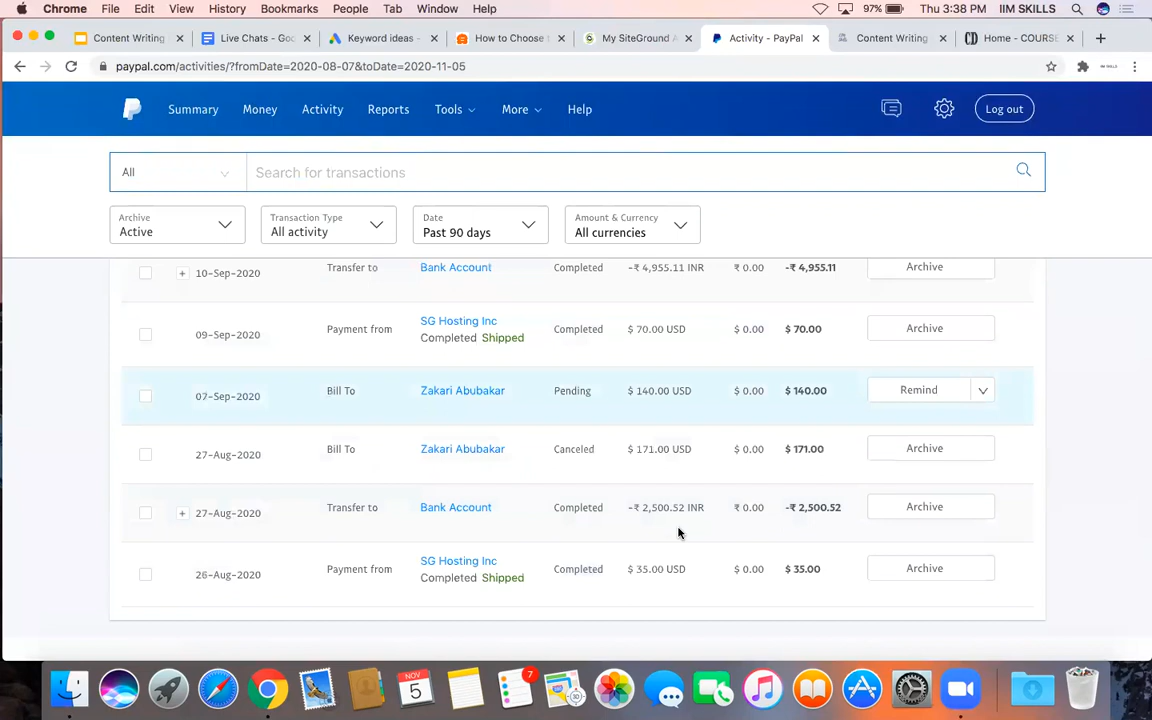 Chrome File Edit View History Bookmarks People Tab Window Help 97% Thu 3:38 PM IIM SKILLS
Content Writing Live Chats - Goo Keyword ideas - How to Choose t My SiteGround A Activity - PayPal Content Writing Home - COURSE
paypal.com/activities/?fromDate=2020-08-07&toDate=2020-11-05
Summary Money Activity Reports Tools More Help Log out
All Search for transactions
Archive Transaction Type Date Amount & Currency
Active All activity Past 90 days All currencies
10-Sep-2020 Transfer to Bank Account Completed -₹ 4,955.11 INR ₹ 0.00 -₹ 4,955.11 Archive
09-Sep-2020 Payment from SG Hosting Inc Completed $ 70.00 USD $ 0.00 $ 70.00 Archive
Completed Shipped
07-Sep-2020 Bill To Zakari Abubakar Pending $ 140.00 USD $ 0.00 $ 140.00 Remind
27-Aug-2020 Bill To Zakari Abubakar Canceled $ 171.00 USD $ 0.00 $ 171.00 Archive
+ 27-Aug-2020 Transfer to Bank Account Completed -₹ 2,500.52 INR ₹ 0.00 -₹ 2,500.52 Archive
26-Aug-2020 Payment from SG Hosting Inc Completed $ 35.00 USD $ 0.00 $ 35.00 Archive
Completed Shipped
NOV 7
5